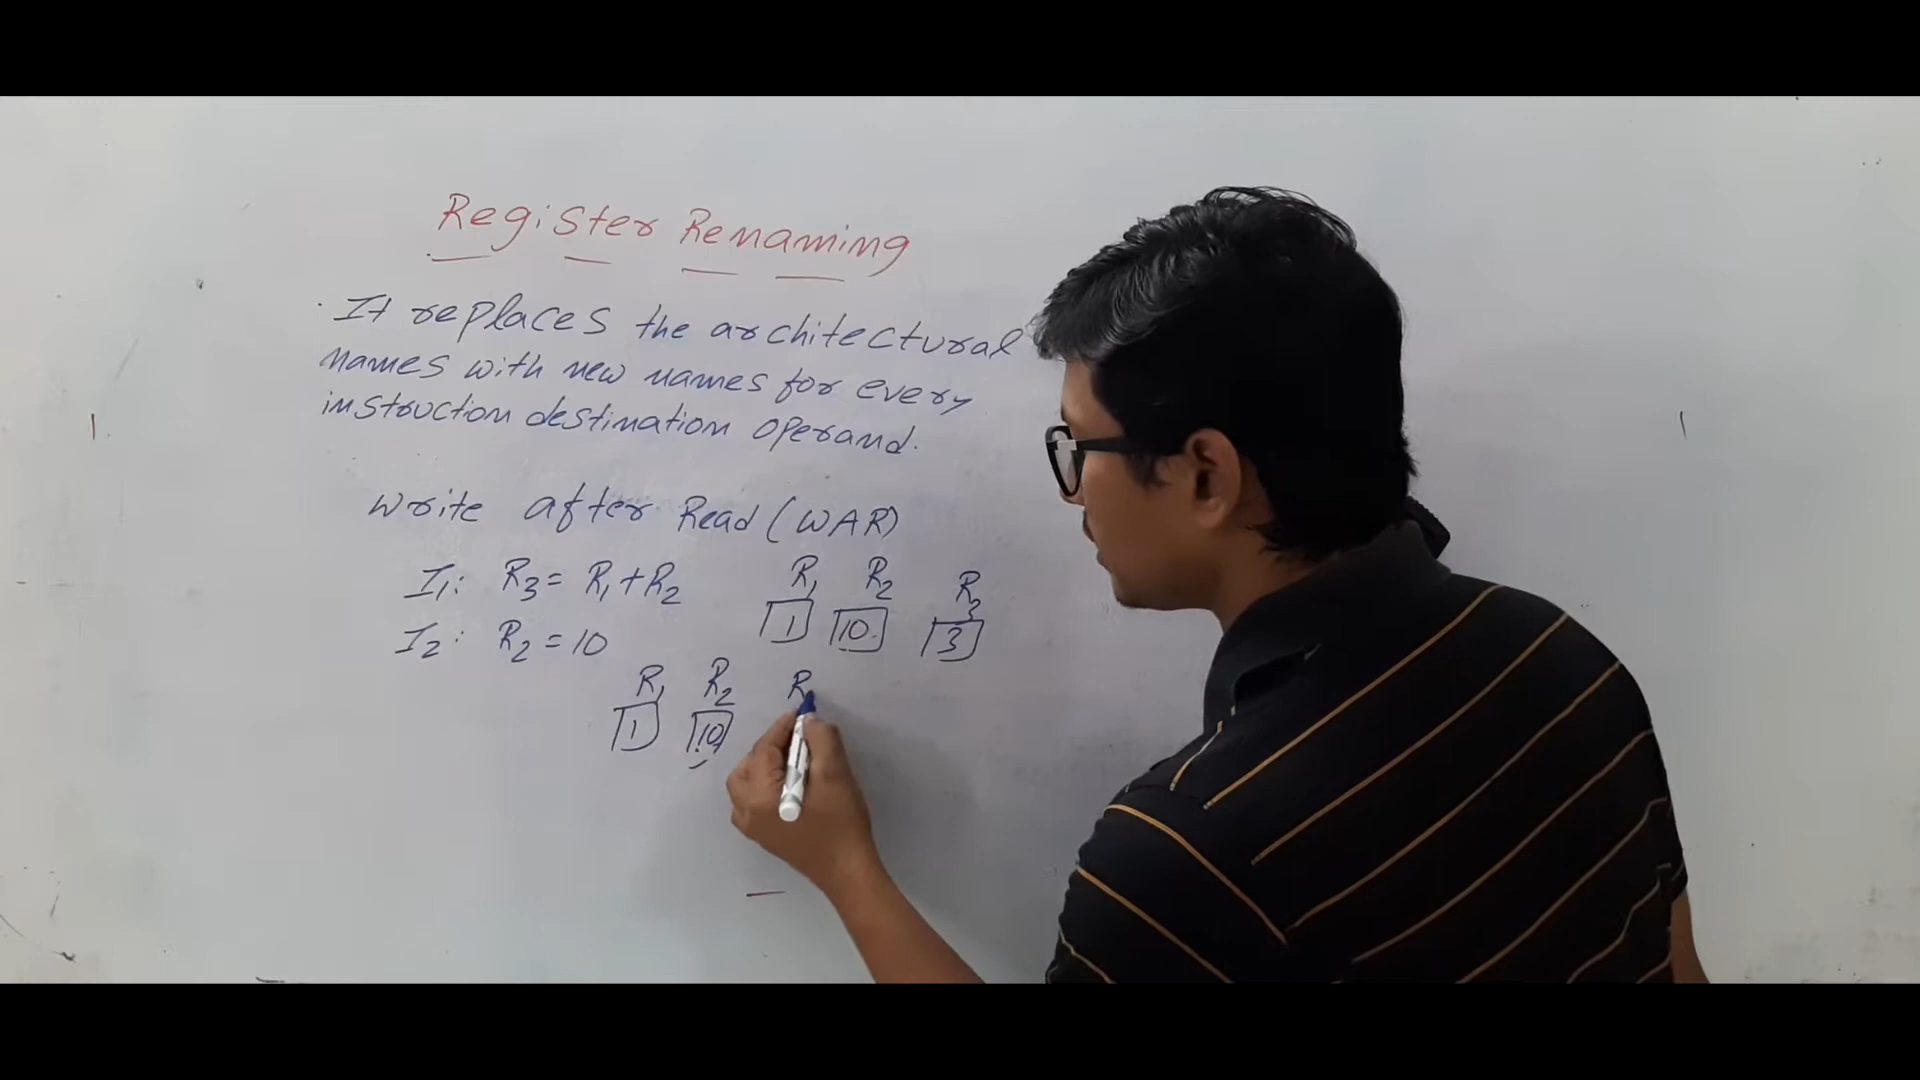 Register Renaming
. It replaces the architectural
names with new names for every
instruction destination operand.
Write after Read (WAR)
I1: R3 = R1 + R2
R1 R2 R3
1 10 3
I2: R2 = 10
R1 R2 R
1 10